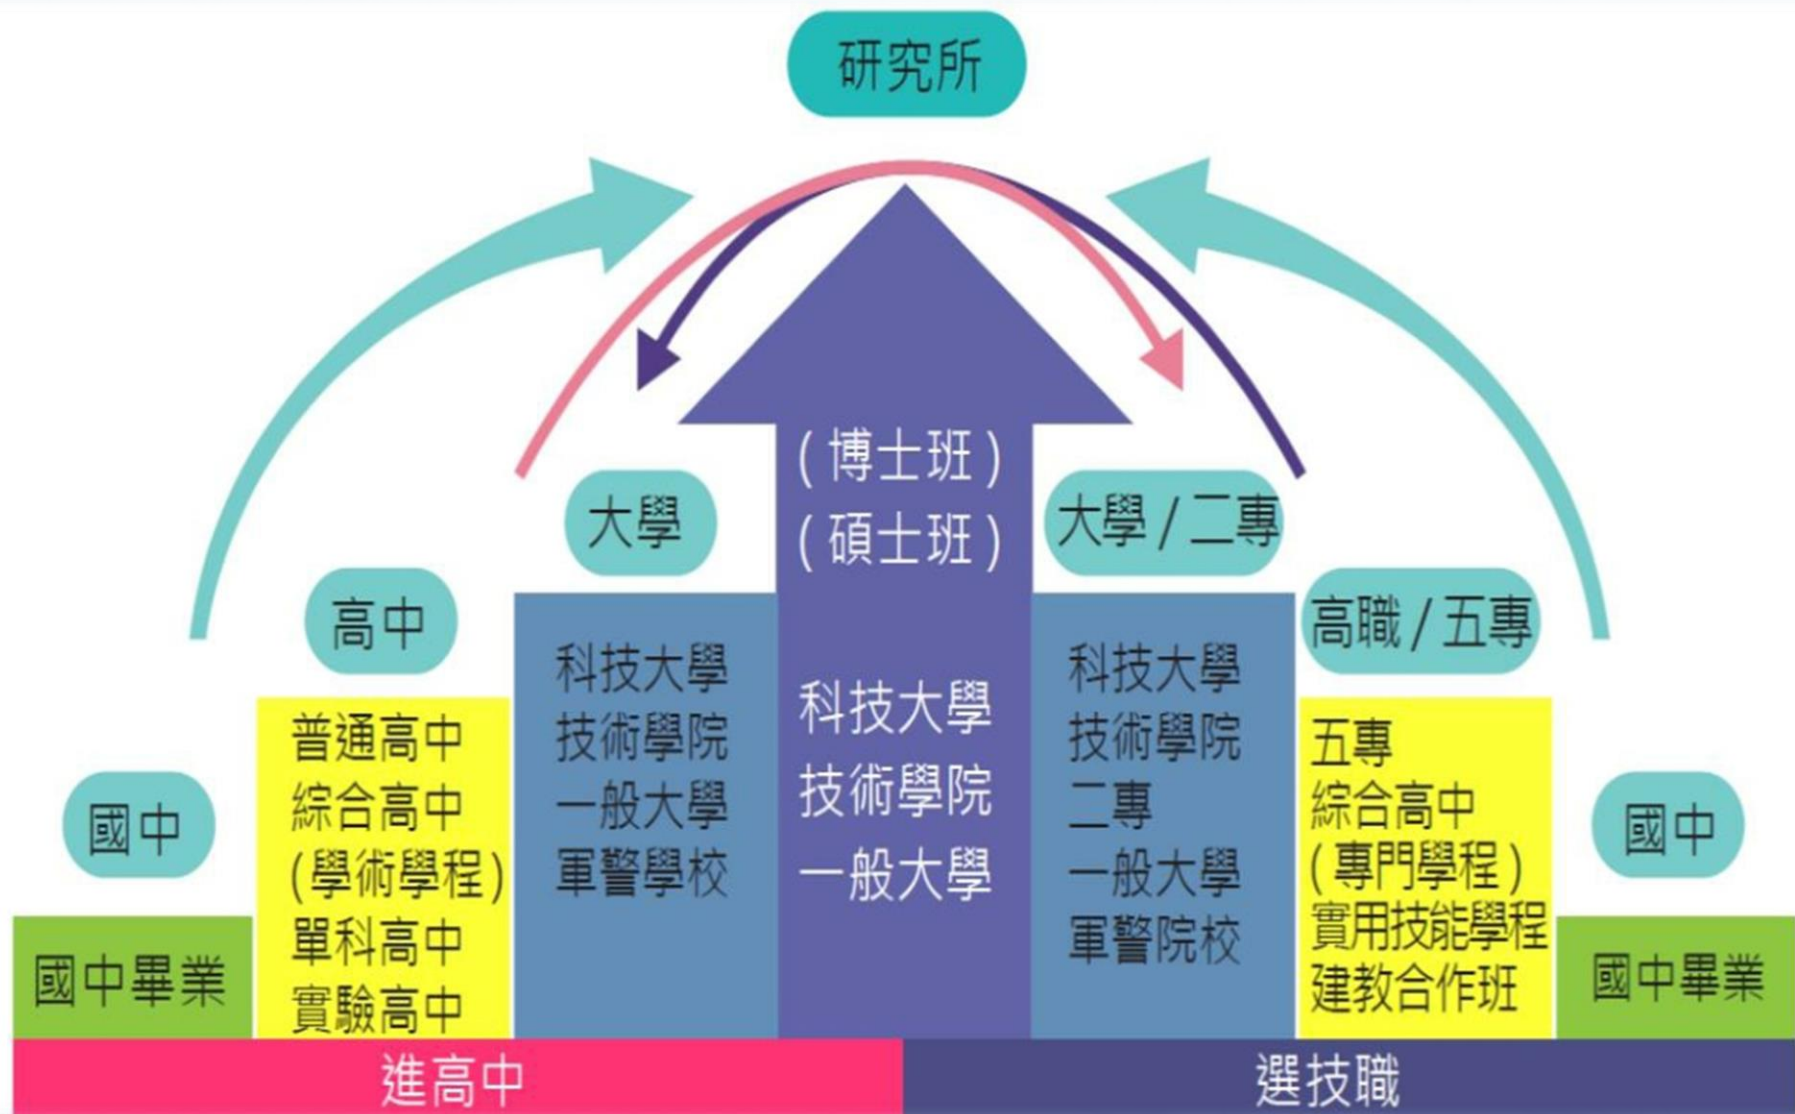 研究所
(博士班)
(碩士班)
科技大學
技術學院
一般大學
大學
科技大學
技術學院
一般大學
軍警學校
大學/二專
科技大學
技術學院
二專
一般大學
軍警院校
高中
普通高中
綜合高中
(學術學程)
單科高中
實驗高中
高職/五專
五專
綜合高中
(專門學程)
實用技能學程
建教合作班
國中
國中畢業
國中
國中畢業
進高中
選技職